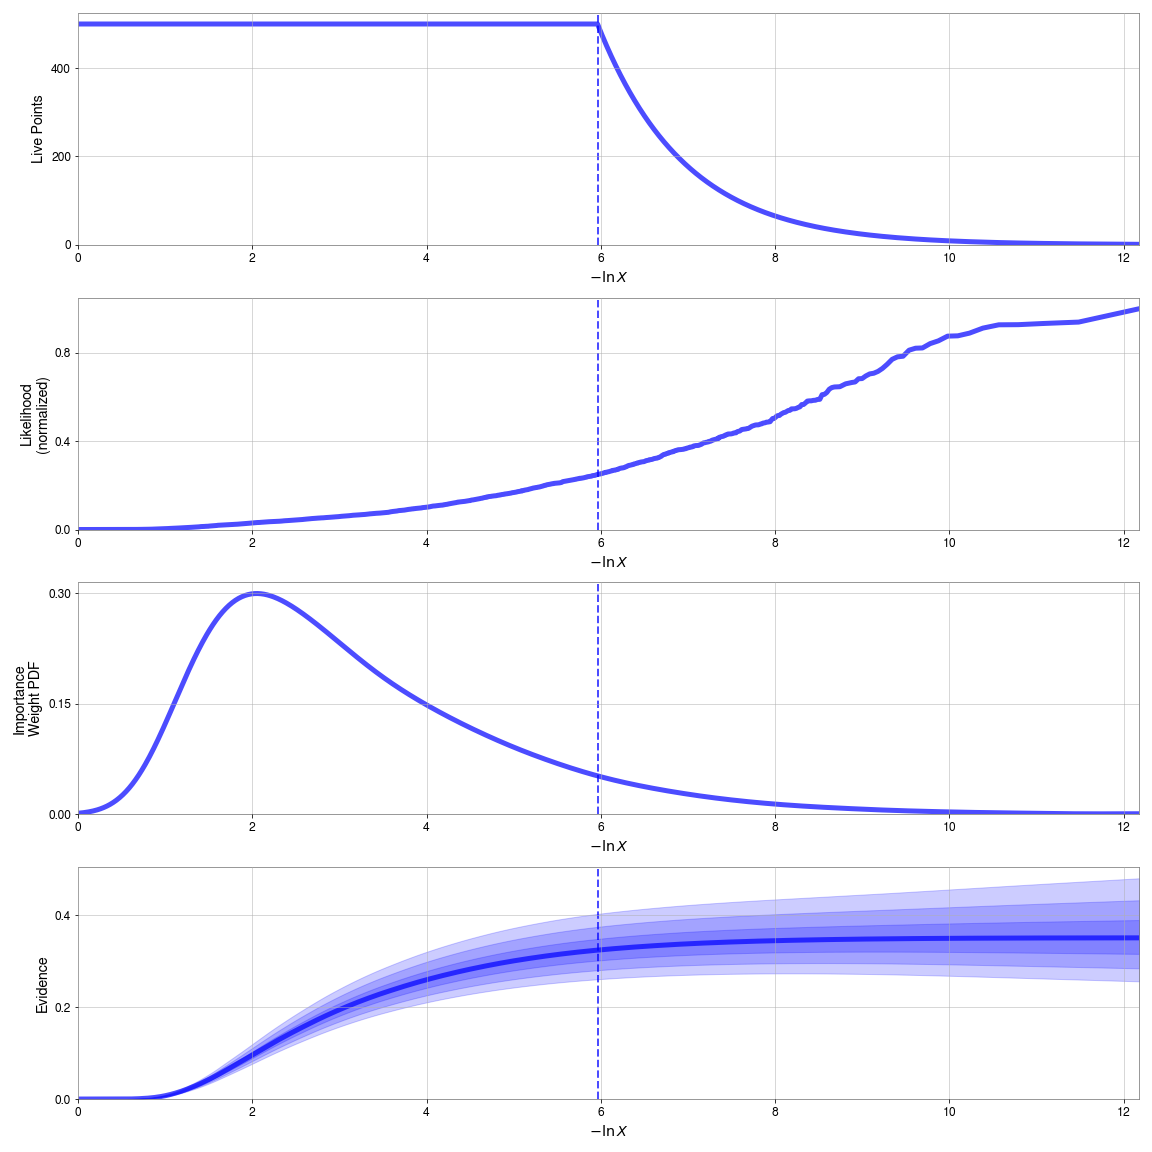 400
200
0
Live Points
0 2 4 6 8 10 12
−ln X
0.8
0.4
0.0
Likelihood
(normalized)
0 2 4 6 8 10 12
−ln X
0.30
0.15
0.00
Importance
Weight PDF
0 2 4 6 8 10 12
−ln X
0.4
0.2
0.0
Evidence
0 2 4 6 8 10 12
−ln X